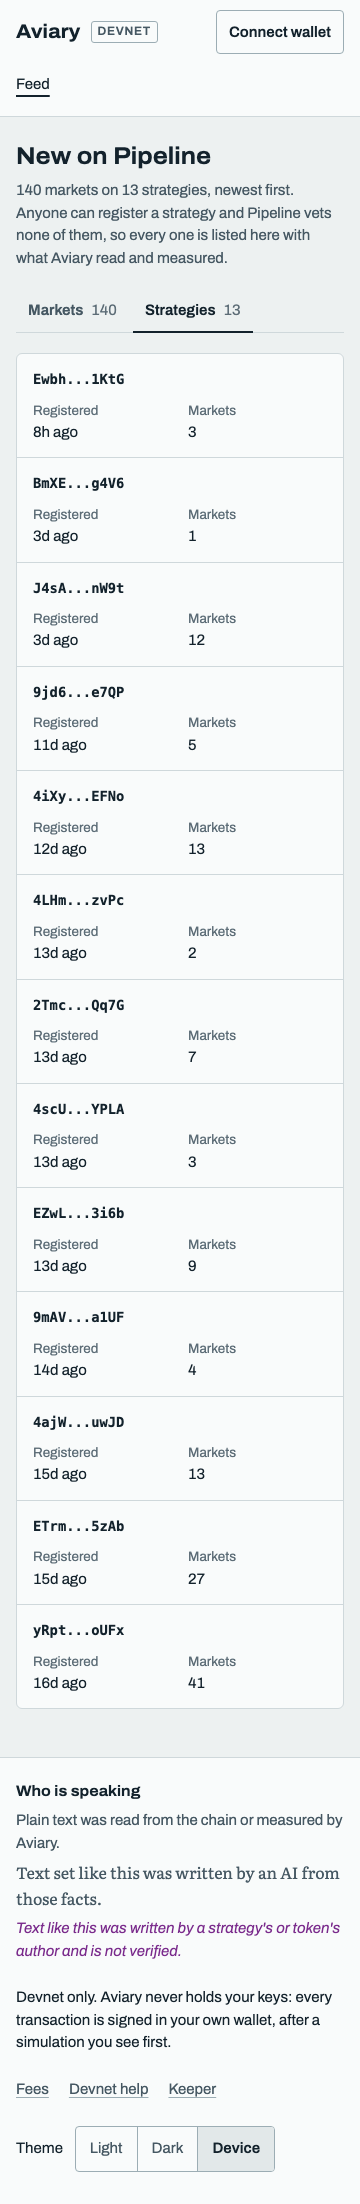 Aviary DEVNET Connect wallet
Feed
New on Pipeline
140 markets on 13 strategies, newest first.
Anyone can register a strategy and Pipeline vets
none of them, so every one is listed here with
what Aviary read and measured.
Markets 140 Strategies 13
Ewbh...1KtG
Registered Markets
8h ago 3
BmXE...g4V6
Registered Markets
3d ago 1
J4sA...nW9t
Registered Markets
3d ago 12
9jd6...e7QP
Registered Markets
11d ago 5
4iXy...EFNo
Registered Markets
12d ago 13
4LHm...zvPc
Registered Markets
13d ago 2
2Tmc...Qq7G
Registered Markets
13d ago 7
4scU...YPLA
Registered Markets
13d ago 3
EZwL...3i6b
Registered Markets
13d ago 9
9mAV...a1UF
Registered Markets
14d ago 4
4ajW...uwJD
Registered Markets
15d ago 13
ETrm...5zAb
Registered Markets
15d ago 27
yRpt...oUFx
Registered Markets
16d ago 41
Who is speaking
Plain text was read from the chain or measured by
Aviary.
Text set like this was written by an AI from
those facts.
Text like this was written by a strategy's or token's
author and is not verified.
Devnet only. Aviary never holds your keys: every
transaction is signed in your own wallet, after a
simulation you see first.
Fees Devnet help Keeper
Theme Light Dark Device